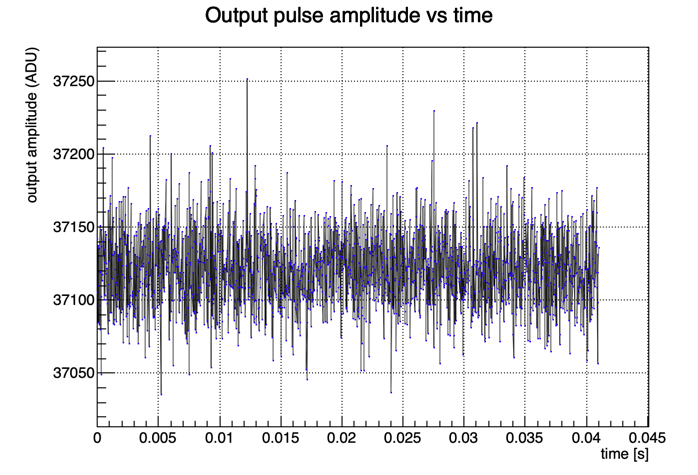 Output pulse amplitude vs time
output amplitude (ADU)
37250
37200
37150
37100
37050
0 0.005 0.01 0.015 0.02 0.025 0.03 0.035 0.04 0.045
time [s]